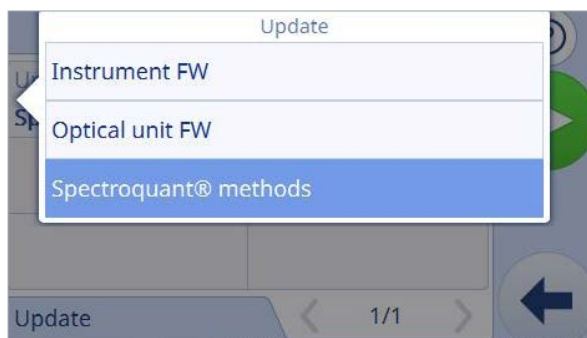 Update
Instrument FW
Optical unit FW
Spectroquant® methods
Update
1/1